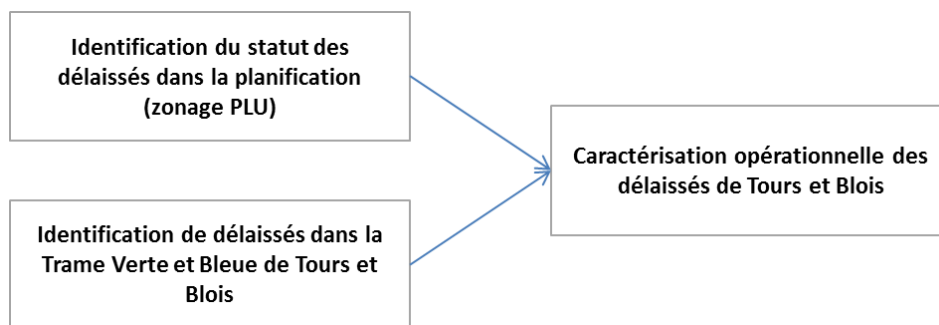 Identification du statut des
délaissés dans la planification
(zonage PLU)
Identification de délaissés dans la
Trame Verte et Bleue de Tours et
Blois
Caractérisation opérationnelle des
délaissés de Tours et Blois